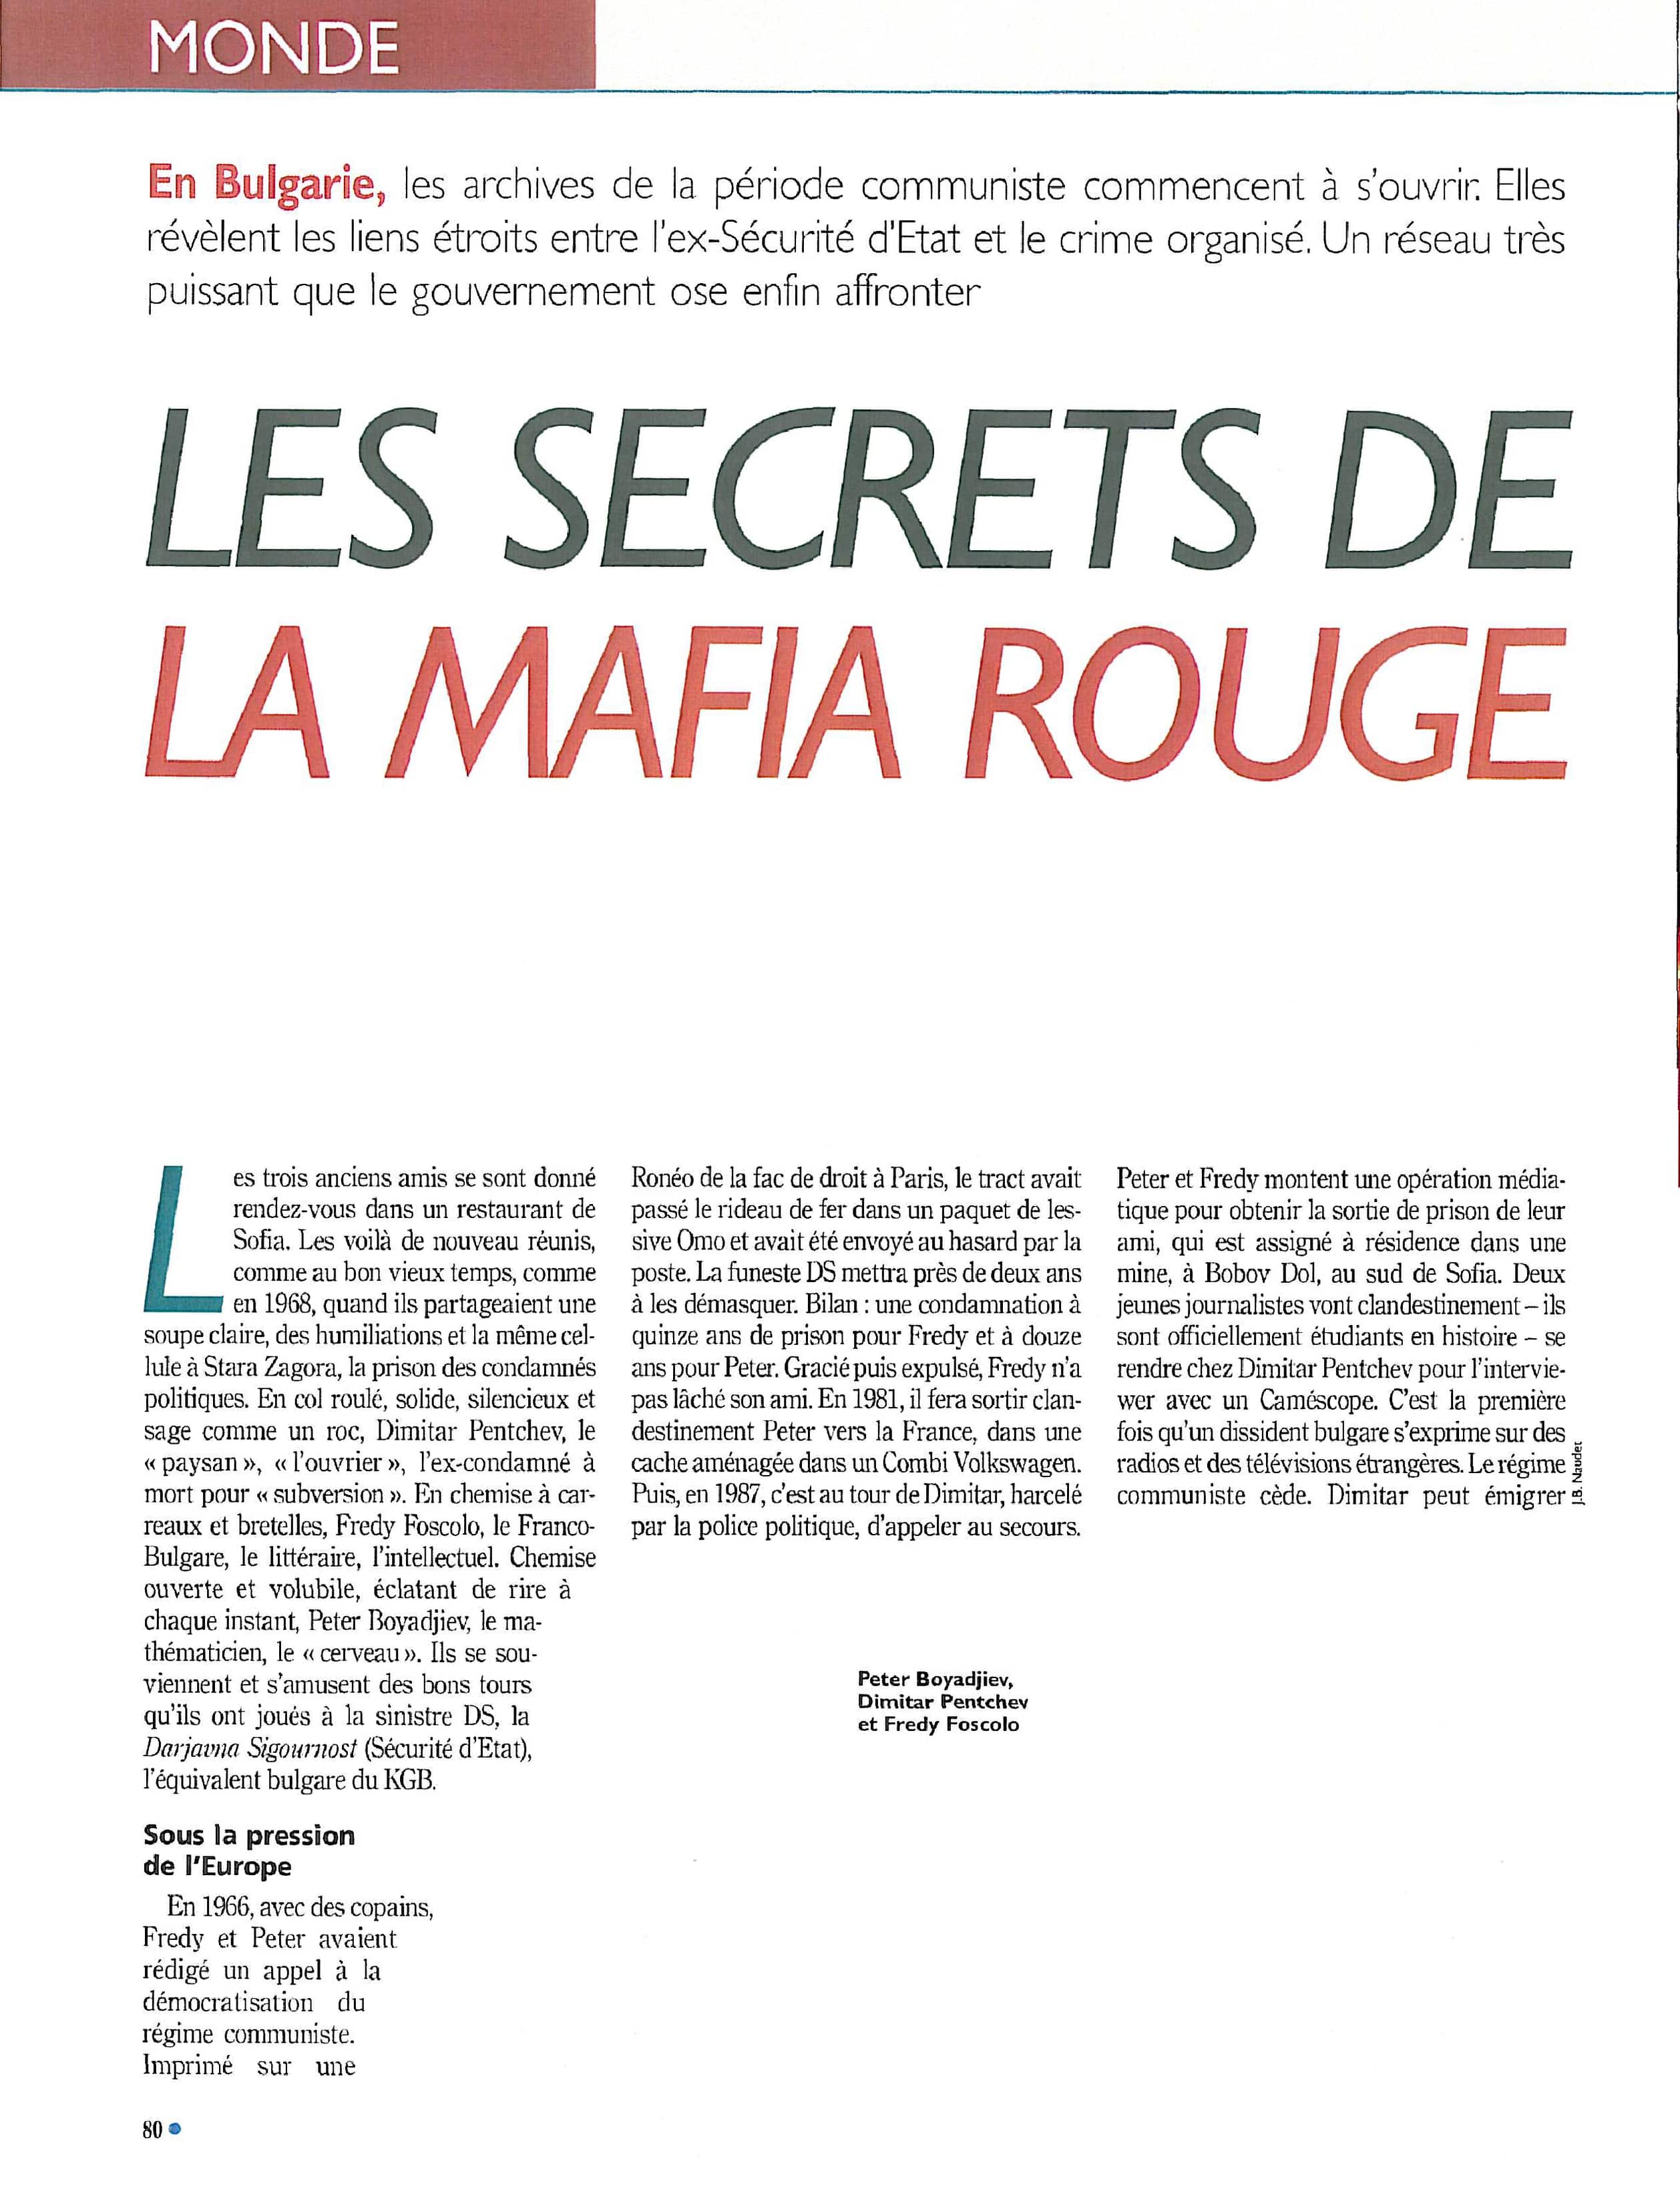 MONDE
En Bulgarie, les archives de la période communiste commencent à s'ouvrir. Elles
révèlent les liens étroits entre l'ex-Sécurité d'Etat et le crime organisé. Un réseau très
puissant que le gouvernement ose enfin affronter
LES SECRETS DE
LA MAFIA ROUGE
Les trois anciens amis se sont donné
rendez-vous dans un restaurant de
Sofia. Les voilà de nouveau réunis,
comme au bon vieux temps, comme
en 1968, quand ils partageaient une
soupe claire, des humiliations et la même cel-
lule à Stara Zagora, la prison des condamnés
politiques. En col roulé, solide, silencieux et
sage comme un roc, Dimitar Pentchev, le
« paysan », « l'ouvrier », l'ex-condamné à
mort pour « subversion ». En chemise à car-
reaux et bretelles, Fredy Foscolo, le Franco-
Bulgare, le littéraire, l'intellectuel. Chemise
ouverte et volubile, éclatant de rire à
chaque instant, Peter Boyadjiev, le ma-
thématicien, le « cerveau ». Ils se sou-
viennent et s'amusent des bons tours
qu'ils ont joués à la sinistre DS, la
Darjavna Sigournost (Sécurité d'Etat),
l'équivalent bulgare du KGB.
Sous la pression
de l'Europe
En 1966, avec des copains,
Fredy et Peter avaient
rédigé un appel à la
démocratisation du
régime communiste.
Imprimé sur une
Ronéo de la fac de droit à Paris, le tract avait
passé le rideau de fer dans un paquet de les-
sive Omo et avait été envoyé au hasard par la
poste. La funeste DS mettra près de deux ans
à les démasquer. Bilan : une condamnation à
quinze ans de prison pour Fredy et à douze
ans pour Peter. Gracié puis expulsé, Fredy n'a
pas lâché son ami. En 1981, il fera sortir clan-
destinement Peter vers la France, dans une
cache aménagée dans un Combi Volkswagen.
Puis, en 1987, c'est au tour de Dimitar, harcelé
par la police politique, d'appeler au secours.
Peter et Fredy montent une opération média-
tique pour obtenir la sortie de prison de leur
ami, qui est assigné à résidence dans une
mine, à Bobov Dol, au sud de Sofia. Deux
jeunes journalistes vont clandestinement – ils
sont officiellement étudiants en histoire – se
rendre chez Dimitar Pentchev pour l'intervie-
wer avec un Caméscope. C'est la première
fois qu'un dissident bulgare s'exprime sur des
radios et des télévisions étrangères. Le régime
communiste cède. Dimitar peut émigrer
J.B. Naudet
Peter Boyadjiev,
Dimitar Pentchev
et Fredy Foscolo
80